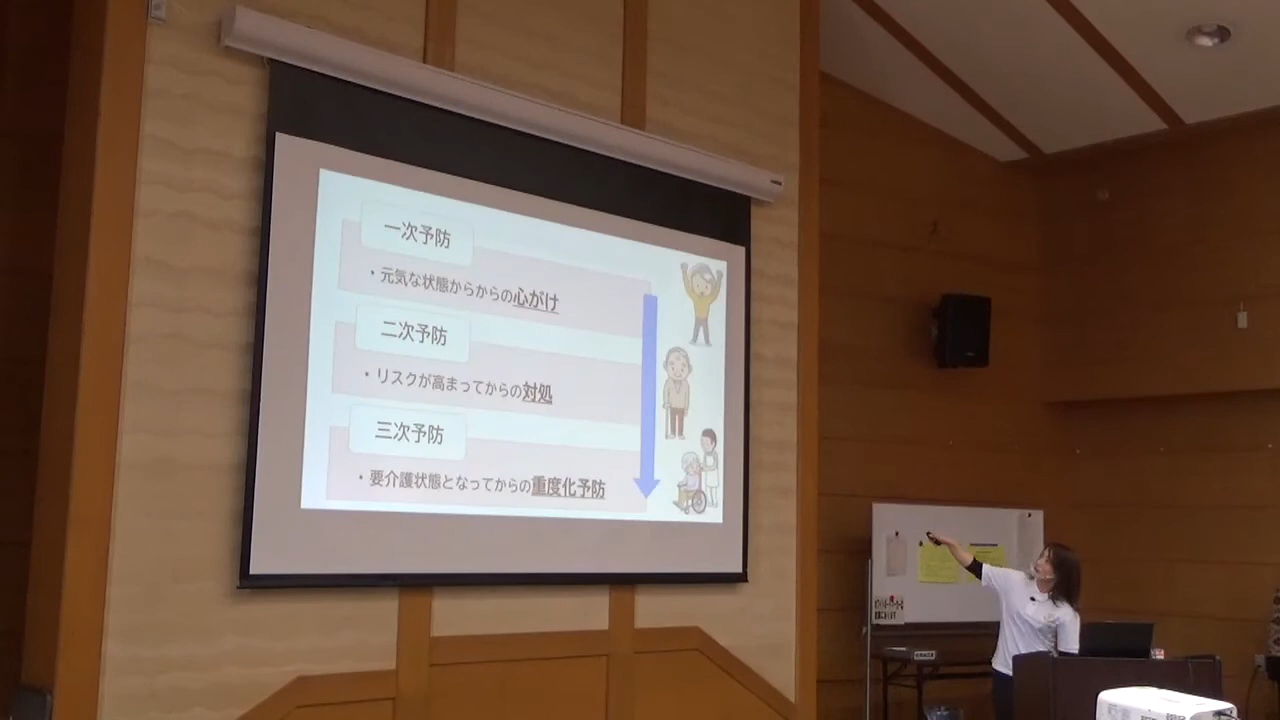 一次予防
・元気な状態からからの心がけ
二次予防
・リスクが高まってからの対処
三次予防
・要介護状態となってからの重度化予防